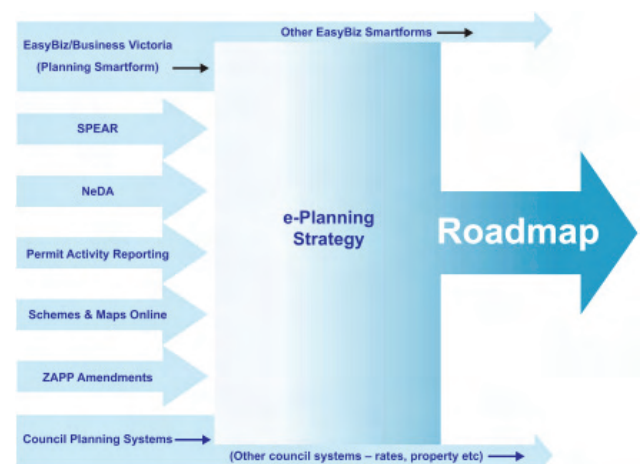 Other EasyBiz Smartforms
EasyBiz/Business Victoria
(Planning Smartform)
SPEAR
NeDA
Permit Activity Reporting
Schemes & Maps Online
ZAPP Amendments
Council Planning Systems
e-Planning
Strategy
Roadmap
(Other council systems – rates, property etc)